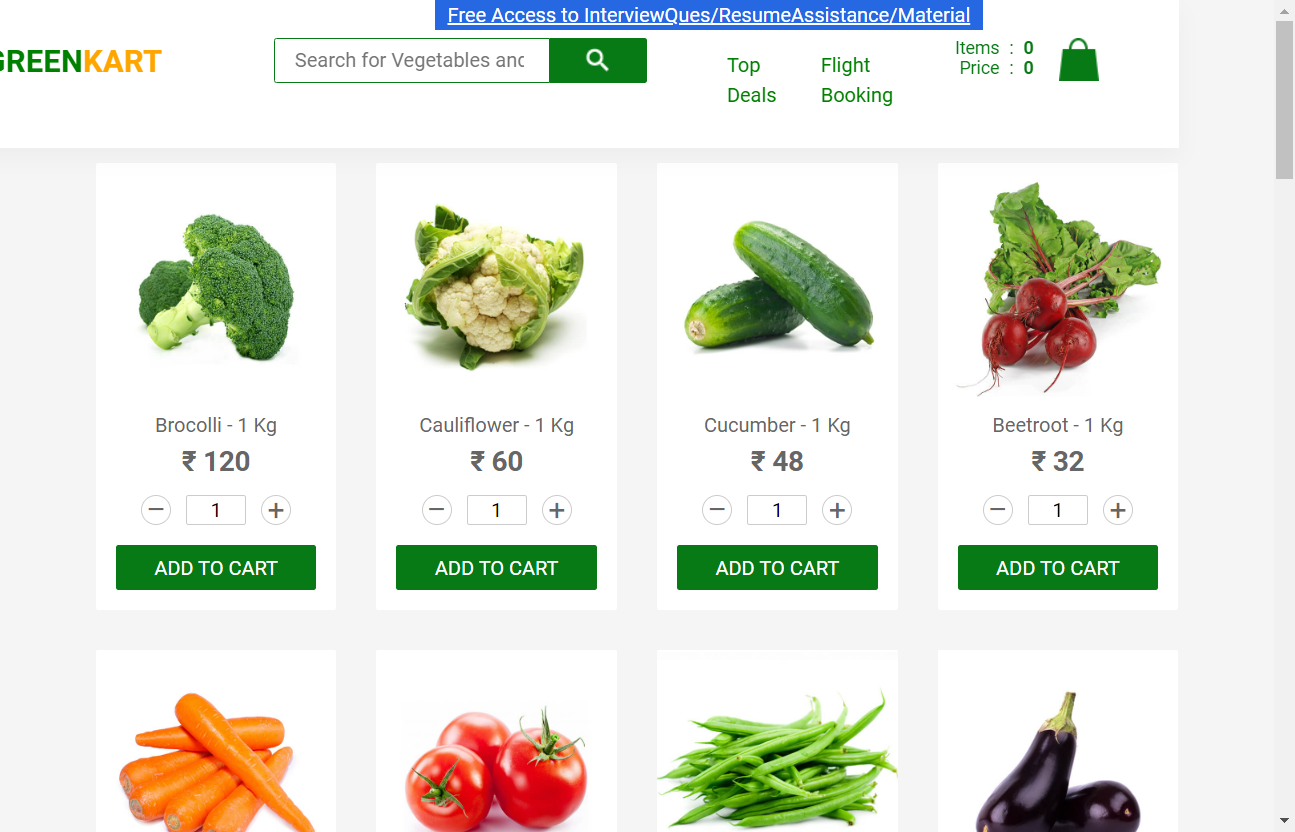 Free Access to InterviewQues/ResumeAssistance/Material
GREENKART
Search for Vegetables and
Top
Deals
Flight
Booking
Items : 0
Price : 0
Brocolli - 1 Kg
₹ 120
− 1 +
ADD TO CART
Cauliflower - 1 Kg
₹ 60
− 1 +
ADD TO CART
Cucumber - 1 Kg
₹ 48
− 1 +
ADD TO CART
Beetroot - 1 Kg
₹ 32
− 1 +
ADD TO CART